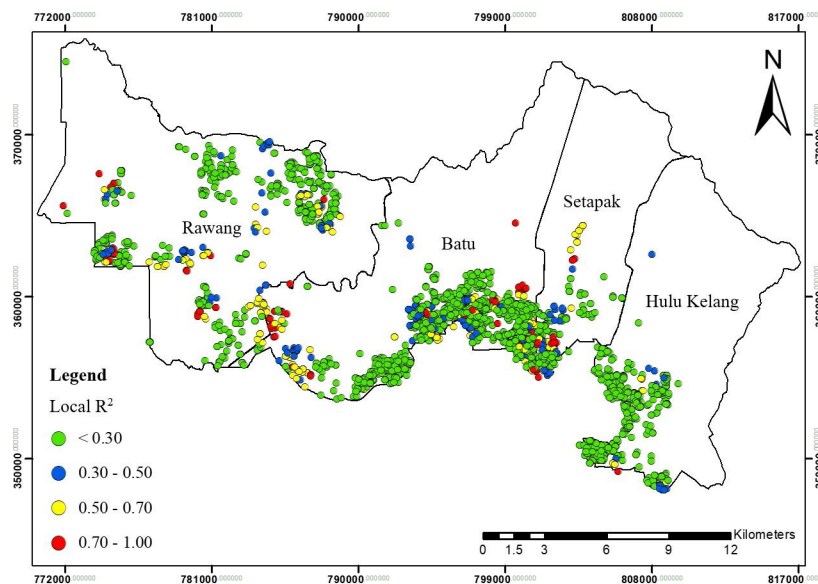 772000.000000 781000.000000 790000.000000 799000.000000 808000.000000 817000.000000
N
370000.000000
Setapak
Rawang
Batu
360000.000000
Hulu Kelang
Legend
Local R²
< 0.30
0.30 - 0.50
350000.000000
0.50 - 0.70
0.70 - 1.00
Kilometers
0 1.5 3 6 9 12
772000.000000 781000.000000 790000.000000 799000.000000 808000.000000 817000.000000